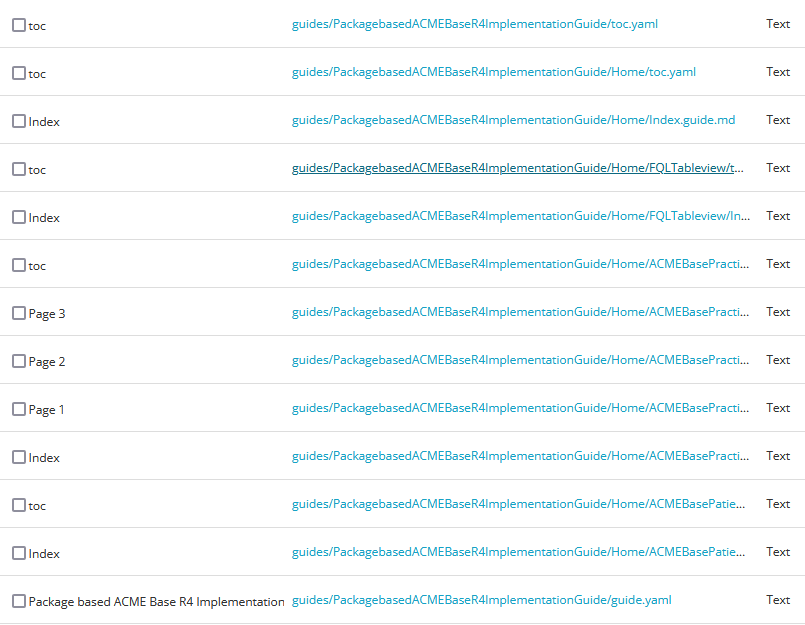 toc guides/PackagebasedACMEBaseR4ImplementationGuide/toc.yaml Text
toc guides/PackagebasedACMEBaseR4ImplementationGuide/Home/toc.yaml Text
Index guides/PackagebasedACMEBaseR4ImplementationGuide/Home/Index.guide.md Text
toc guides/PackagebasedACMEBaseR4ImplementationGuide/Home/FQLTableview/t... Text
Index guides/PackagebasedACMEBaseR4ImplementationGuide/Home/FQLTableview/In... Text
toc guides/PackagebasedACMEBaseR4ImplementationGuide/Home/ACMEBasePracti... Text
Page 3 guides/PackagebasedACMEBaseR4ImplementationGuide/Home/ACMEBasePracti... Text
Page 2 guides/PackagebasedACMEBaseR4ImplementationGuide/Home/ACMEBasePracti... Text
Page 1 guides/PackagebasedACMEBaseR4ImplementationGuide/Home/ACMEBasePracti... Text
Index guides/PackagebasedACMEBaseR4ImplementationGuide/Home/ACMEBasePracti... Text
toc guides/PackagebasedACMEBaseR4ImplementationGuide/Home/ACMEBasePatie... Text
Index guides/PackagebasedACMEBaseR4ImplementationGuide/Home/ACMEBasePatie... Text
Package based ACME Base R4 Implementation guides/PackagebasedACMEBaseR4ImplementationGuide/guide.yaml Text